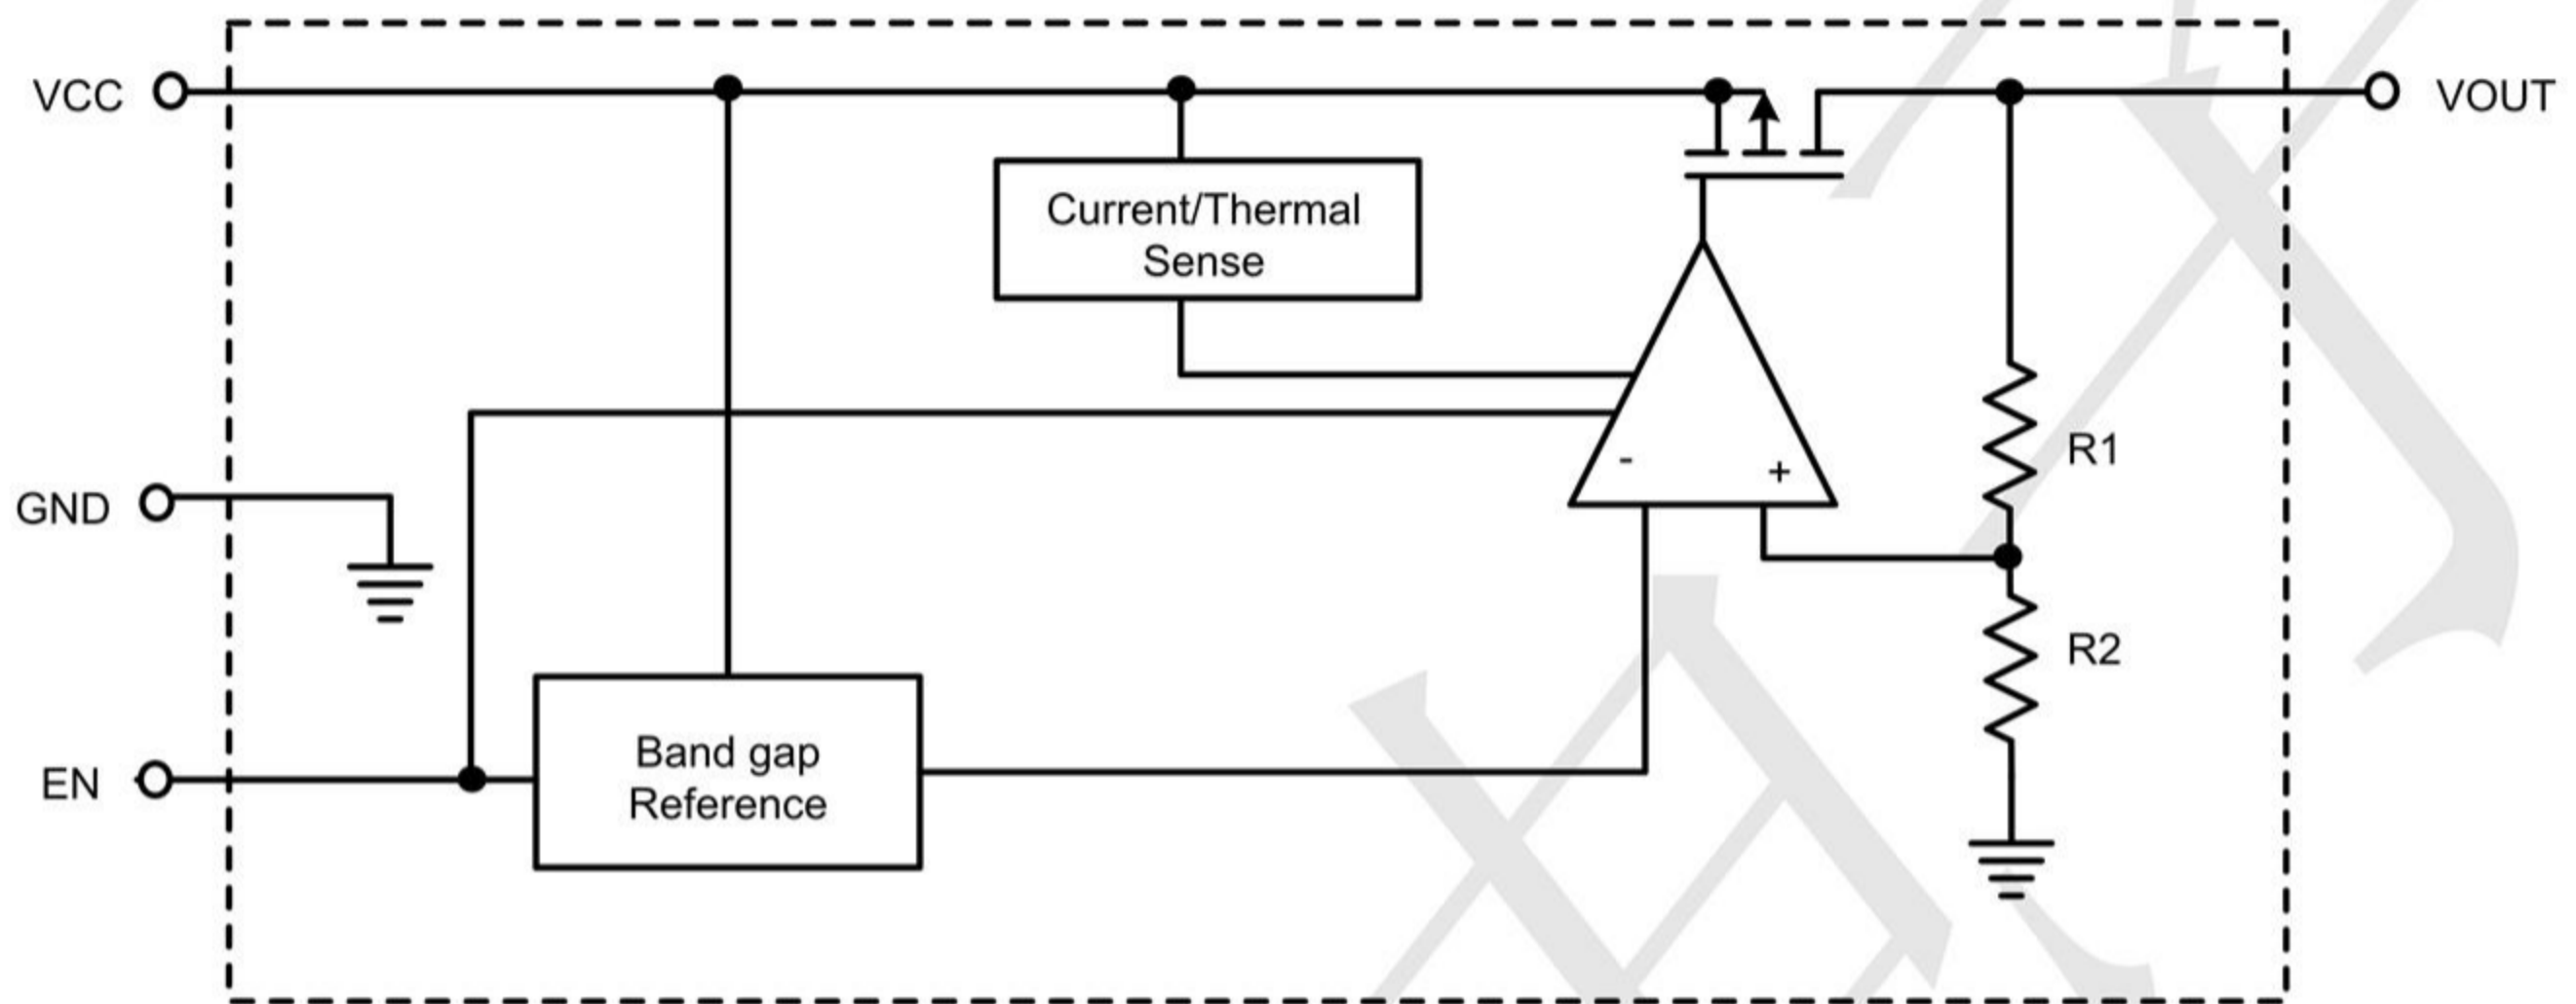 VCC
VOUT
Current/Thermal
Sense
-
+
R1
GND
R2
EN
Band gap
Reference